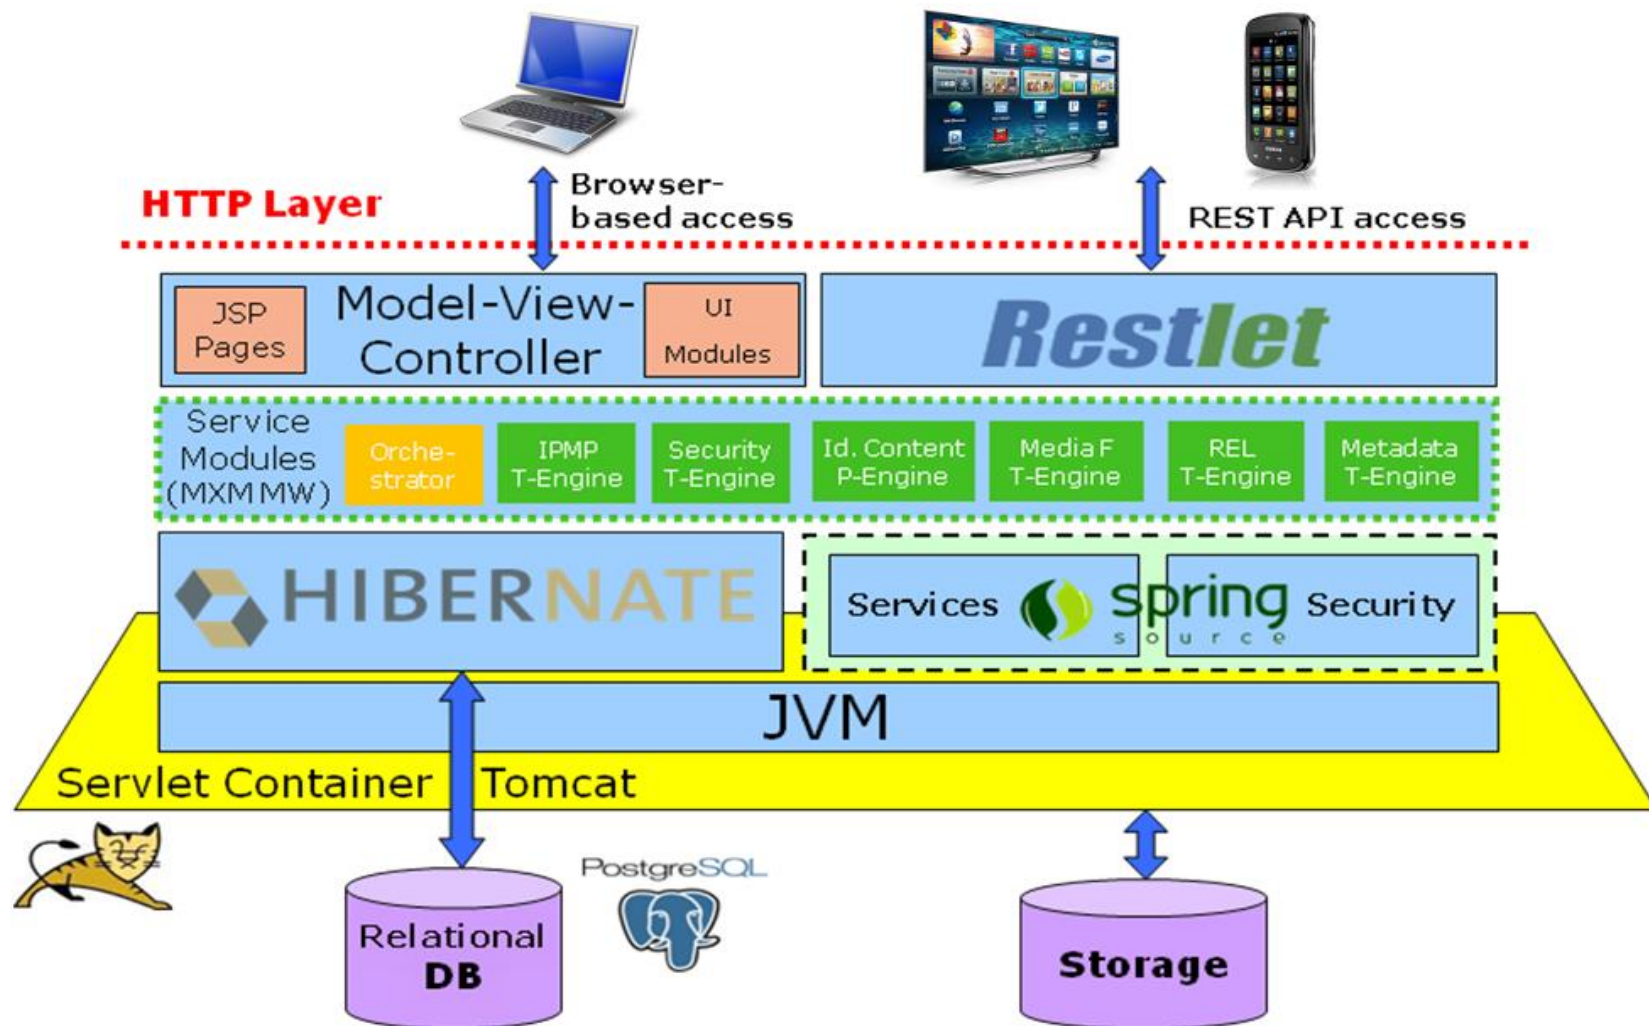 Browser-
based access
HTTP Layer
REST API access
JSP
Pages
Model-View-
Controller
UI
Modules
Restlet
Service
Modules
(MXM MW)
Orche-
strator
IPMP
T-Engine
Security
T-Engine
Id. Content
P-Engine
Media F
T-Engine
REL
T-Engine
Metadata
T-Engine
HIBERNATE
Services
spring
source
Security
JVM
Servlet Container
Tomcat
PostgreSQL
Relational
DB
Storage